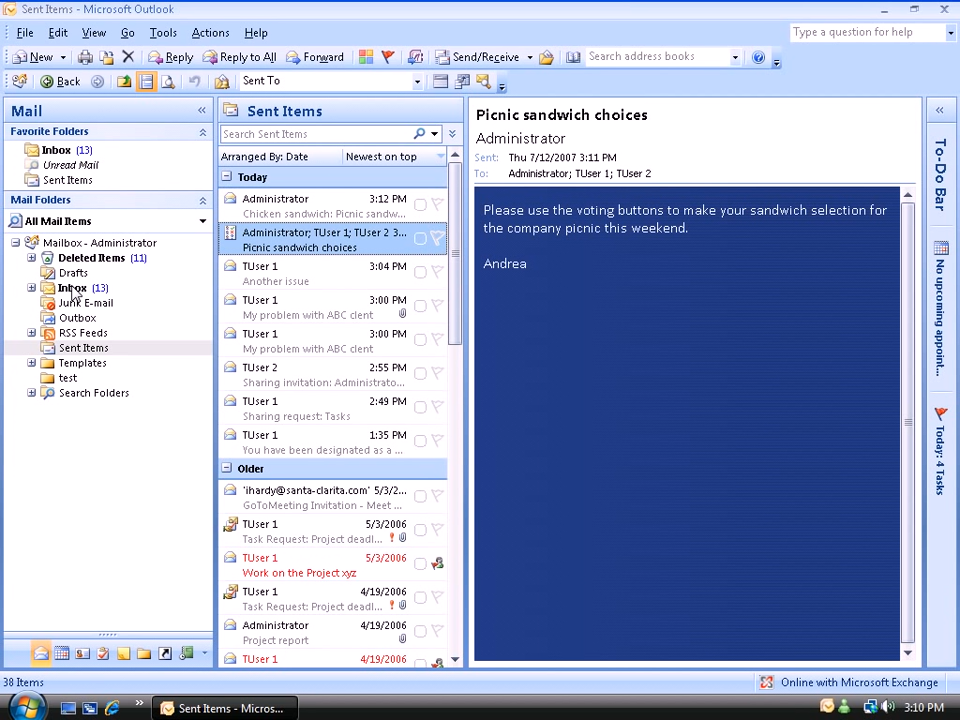 Sent Items - Microsoft Outlook
File Edit View Go Tools Actions Help
Type a question for help
New Reply Reply to All Forward Send/Receive Search address books
Back Sent To
Mail
Favorite Folders
Inbox (13)
Unread Mail
Sent Items
Mail Folders
All Mail Items
Mailbox - Administrator
Deleted Items (11)
Drafts
Inbox (13)
Junk E-mail
Outbox
RSS Feeds
Sent Items
Templates
test
Search Folders
Sent Items
Search Sent Items
Arranged By: Date Newest on top
Today
Administrator 3:12 PM
Chicken sandwich: Picnic sandw...
Administrator; TUser 1; TUser 2 3...
Picnic sandwich choices
TUser 1 3:04 PM
Another issue
TUser 1 3:00 PM
My problem with ABC clent
TUser 1 3:00 PM
My problem with ABC clent
TUser 2 2:55 PM
Sharing invitation: Administrato...
TUser 1 2:49 PM
Sharing request: Tasks
TUser 1 1:35 PM
You have been designated as a ...
Older
'ihardy@santa-clarita.com' 5/3/2...
GoToMeeting Invitation - Meet ...
TUser 1 5/3/2006
Task Request: Project deadl...
TUser 1 5/3/2006
Work on the Project xyz
TUser 1 4/19/2006
Task Request: Project deadl...
Administrator 4/19/2006
Project report
TUser 1 4/19/2006
Picnic sandwich choices
Administrator
Sent: Thu 7/12/2007 3:11 PM
To: Administrator; TUser 1; TUser 2
Please use the voting buttons to make your sandwich selection for
the company picnic this weekend.
Andrea
To-Do Bar
No upcoming appoint...
Today: 4 Tasks
38 Items
Online with Microsoft Exchange
Sent Items - Micros...
3:10 PM